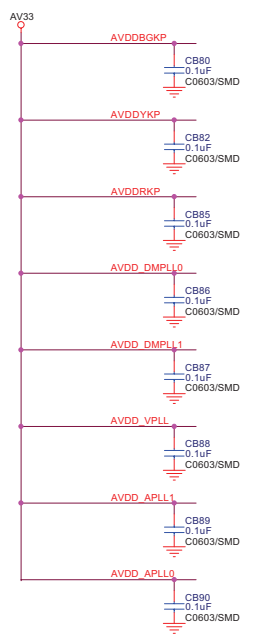 AV33
AVDDBGKP
CB80
0.1uF
C0603/SMD
AVDDYKP
CB82
0.1uF
C0603/SMD
AVDDRKP
CB85
0.1uF
C0603/SMD
AVDD_DMPLL0
CB86
0.1uF
C0603/SMD
AVDD_DMPLL1
CB87
0.1uF
C0603/SMD
AVDD_VPLL
CB88
0.1uF
C0603/SMD
AVDD_APLL1
CB89
0.1uF
C0603/SMD
AVDD_APLL0
CB90
0.1uF
C0603/SMD